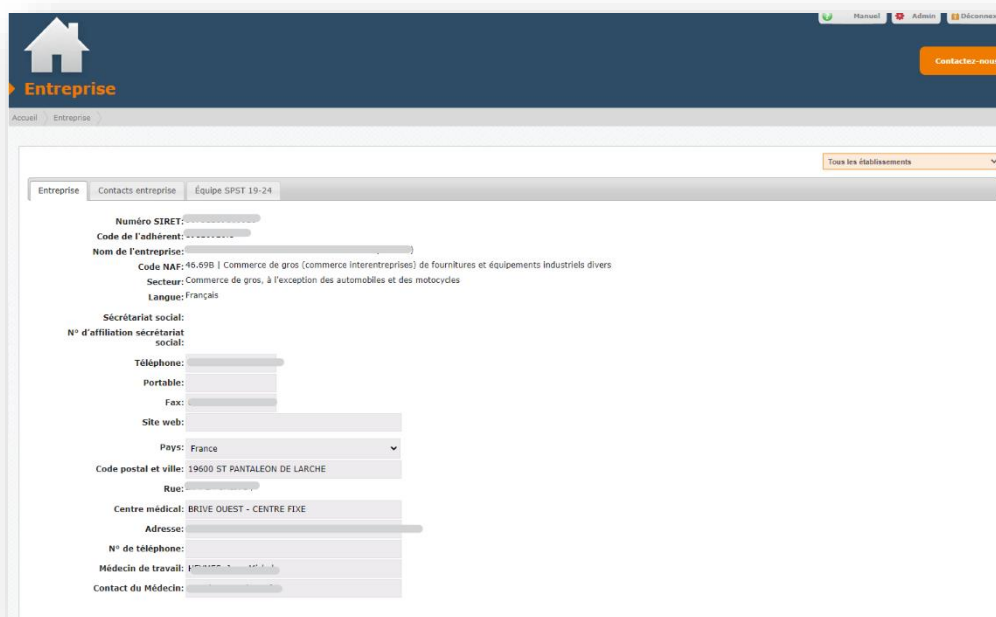 Manuel Admin Déconnex
Contactez-nous
Entreprise
Accueil Entreprise
Tous les établissements
Entreprise Contacts entreprise Équipe SPST 19-24
Numéro SIRET:
Code de l'adhérent:
Nom de l'entreprise:
Code NAF: 46.69B | Commerce de gros (commerce interentreprises) de fournitures et équipements industriels divers
Secteur: Commerce de gros, à l'exception des automobiles et des motocycles
Langue: Français
Sécrétariat social:
N° d'affiliation sécrétariat
social:
Téléphone:
Portable:
Fax:
Site web:
Pays: France
Code postal et ville: 19600 ST PANTALEON DE LARCHE
Rue:
Centre médical: BRIVE OUEST - CENTRE FIXE
Adresse:
N° de téléphone:
Médecin de travail:
Contact du Médecin: